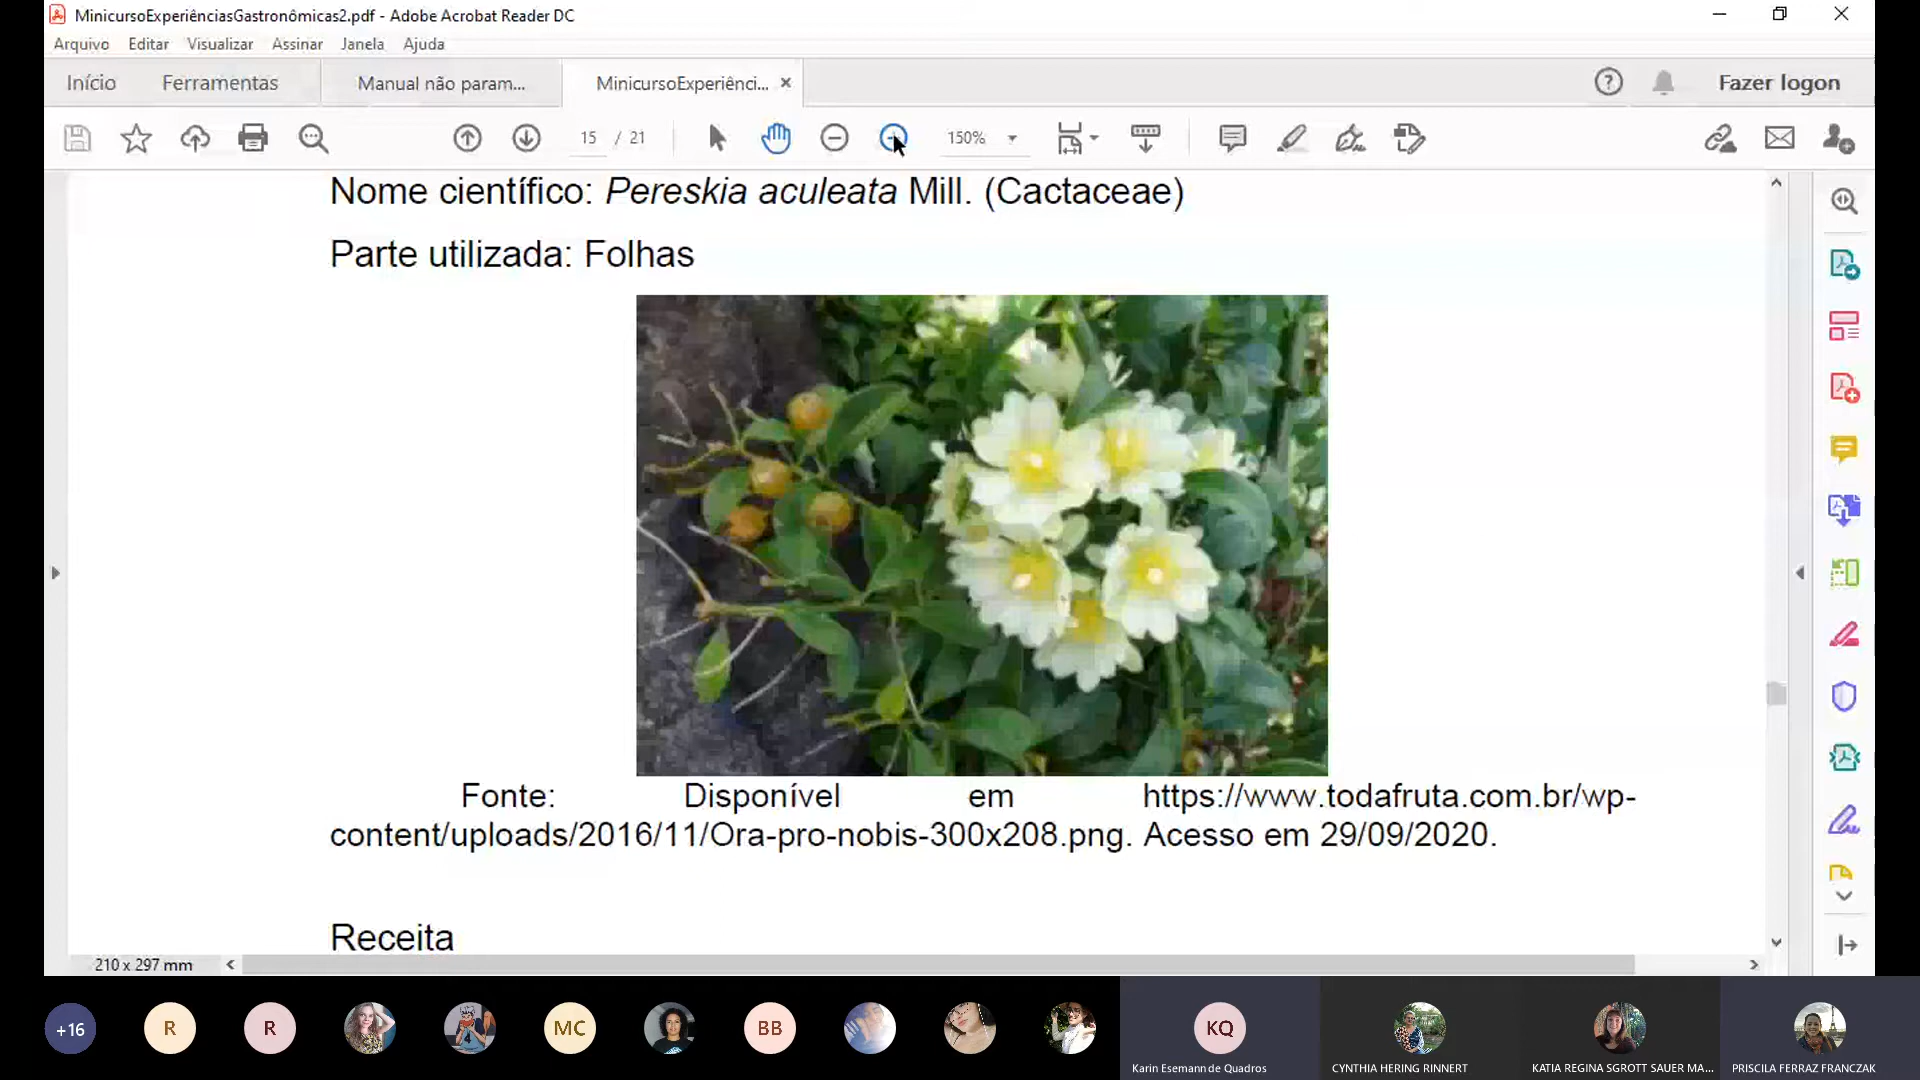 MinicursoExperiênciasGastronômicas2.pdf - Adobe Acrobat Reader DC
Arquivo Editar Visualizar Assinar Janela Ajuda
Início Ferramentas Manual não param... MinicursoExperiênci... Fazer logon
15 / 21 150%
Nome científico: Pereskia aculeata Mill. (Cactaceae)
Parte utilizada: Folhas
Fonte: Disponível em https://www.todafruta.com.br/wp-
content/uploads/2016/11/Ora-pro-nobis-300x208.png. Acesso em 29/09/2020.
Receita
210 x 297 mm
+16 R R MC BB KQ
Karin Esemann de Quadros CYNTHIA HERING RINNERT KATIA REGINA SGROTT SAUER MA... PRISCILA FERRAZ FRANCZAK